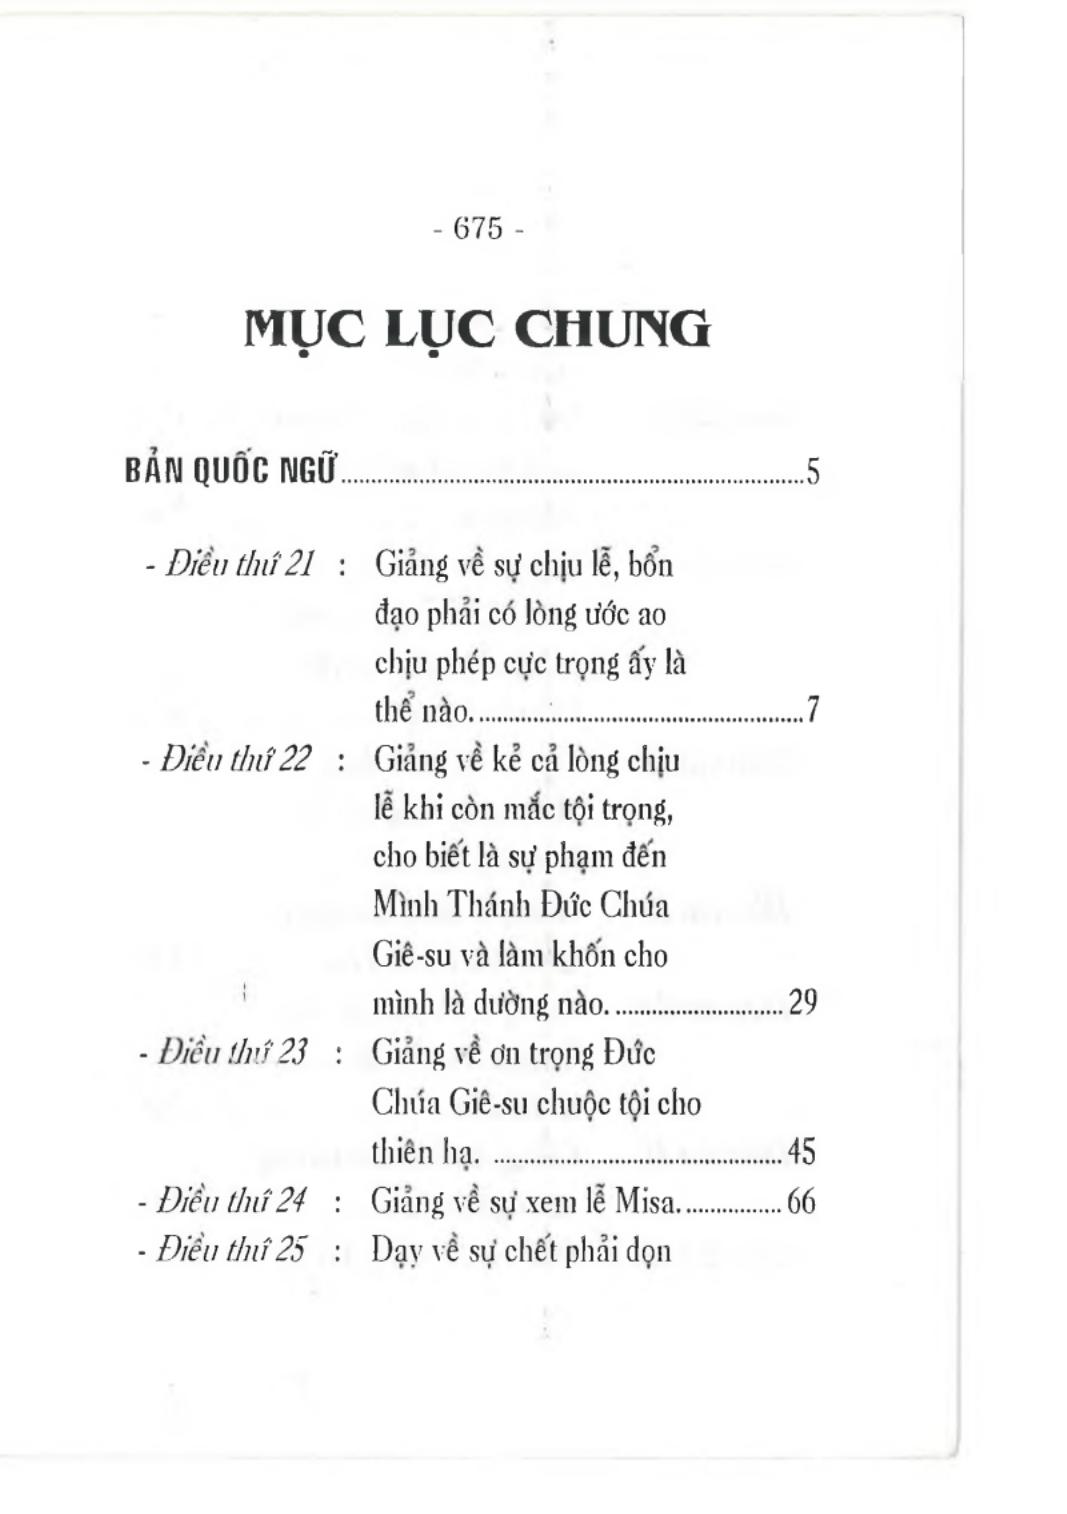 - 675 -
MỤC LỤC CHUNG
BẢN QUỐC NGỮ......................................................................5
- Điều thứ 21 : Giảng về sự chịu lễ, bổn
đạo phải có lòng ước ao
chịu phép cực trọng ấy là
thể nào..................................................7
- Điều thứ 22 : Giảng về kẻ cả lòng chịu
lễ khi còn mắc tội trọng,
cho biết là sự phạm đến
Mình Thánh Đức Chúa
Giê-su và làm khốn cho
mình là dường nào...........................29
- Điều thứ 23 : Giảng về ơn trọng Đức
Chúa Giê-su chuộc tội cho
thiên hạ. ............................................45
- Điều thứ 24 : Giảng về sự xem lễ Misa...............66
- Điều thứ 25 : Dạy về sự chết phải dọn